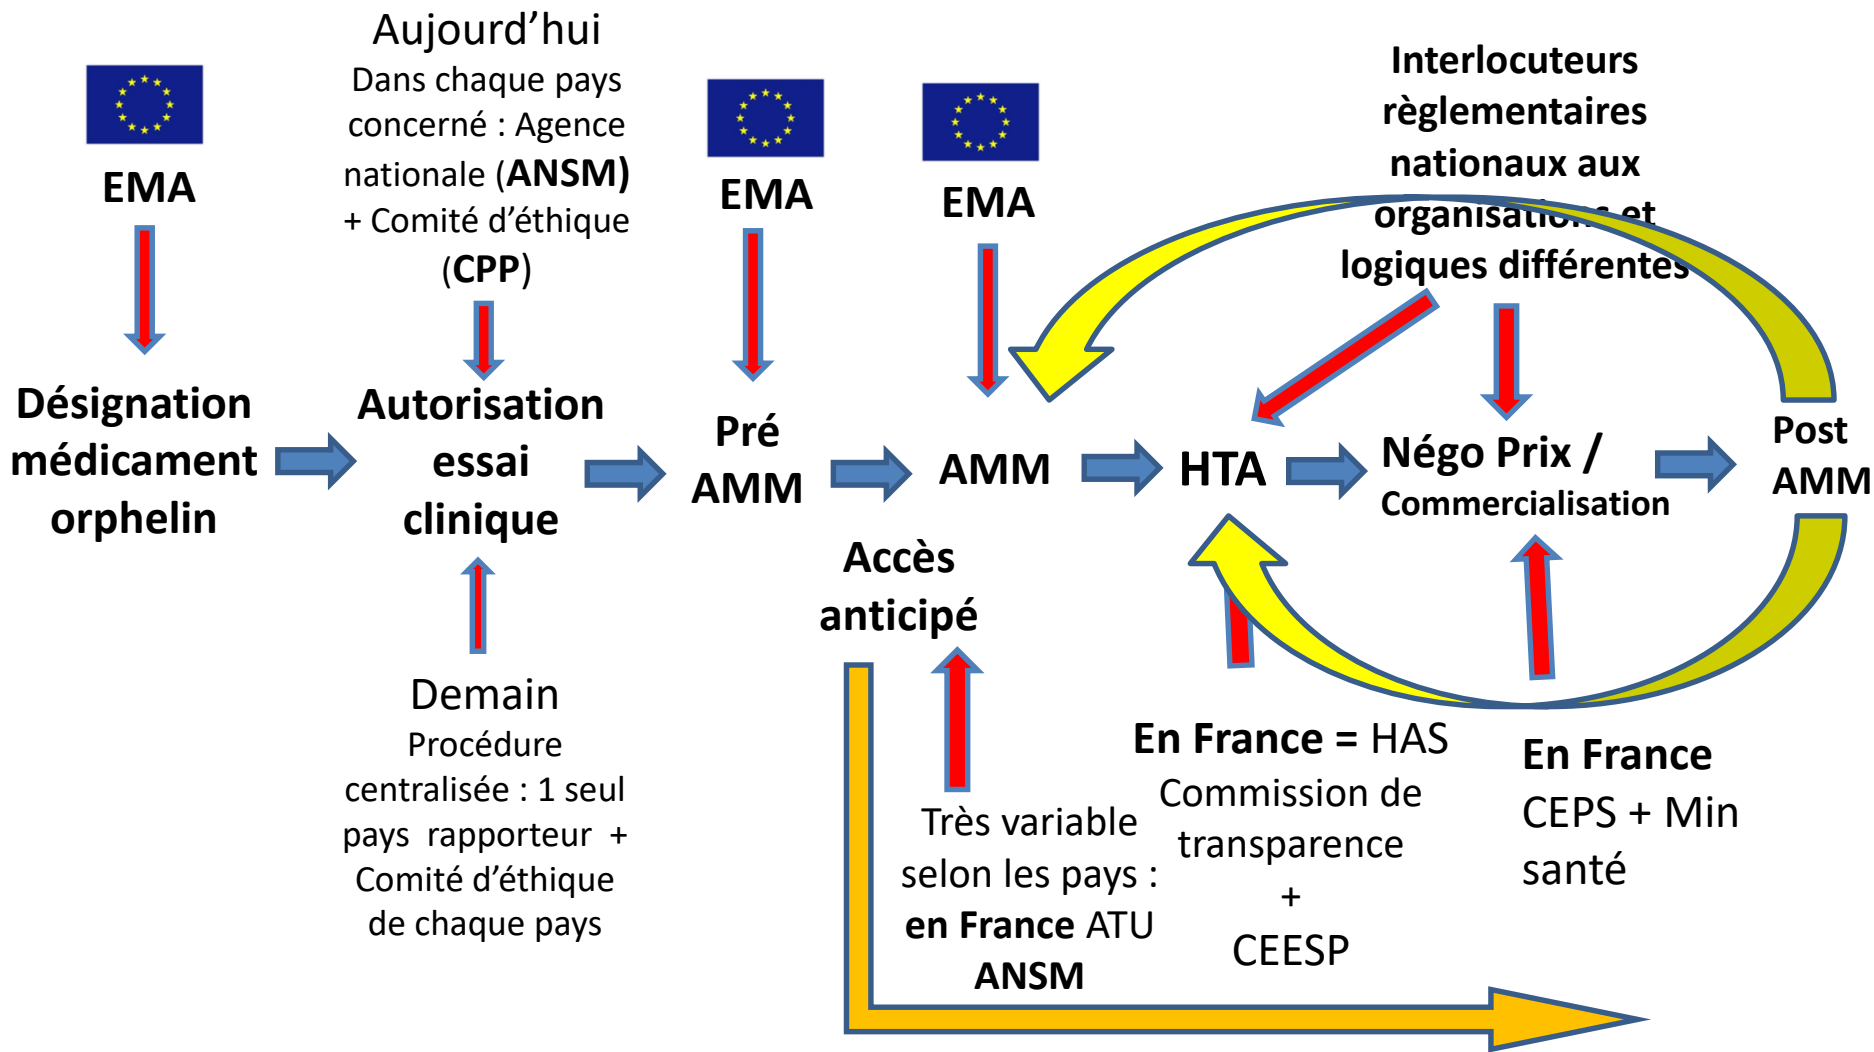 EMA
Aujourd’hui
Dans chaque pays
concerné : Agence
nationale (ANSM)
+ Comité d’éthique
(CPP)
EMA
EMA
Interlocuteurs
règlementaires
nationaux aux
organisations et
logiques différentes
Désignation
médicament
orphelin
Autorisation
essai
clinique
Pré
AMM
AMM
HTA
Négo Prix /
Commercialisation
Post
AMM
Accès
anticipé
Demain
Procédure
centralisée : 1 seul
pays rapporteur +
Comité d’éthique
de chaque pays
Très variable
selon les pays :
en France ATU
ANSM
En France = HAS
Commission de
transparence
+
CEESP
En France
CEPS + Min
santé